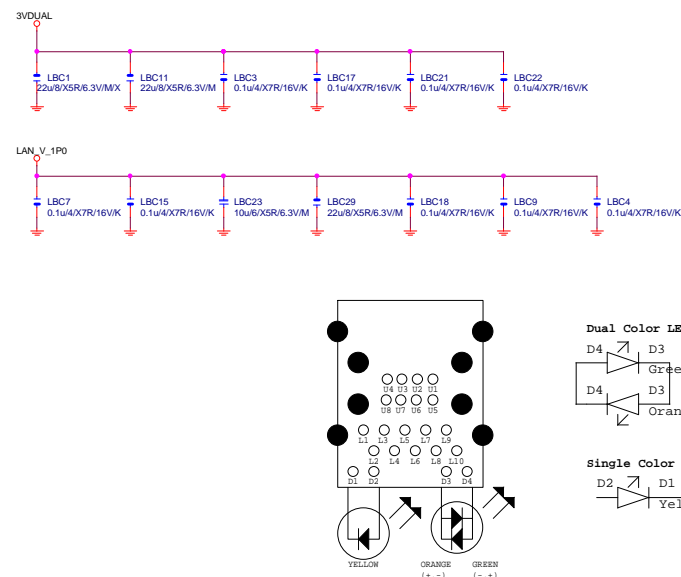 3VDUAL
LBC1 LBC11 LBC3 LBC17 LBC21 LBC22
22u/8/X5R/6.3V/M/X 22u/8/X5R/6.3V/M 0.1u/4/X7R/16V/K 0.1u/4/X7R/16V/K 0.1u/4/X7R/16V/K 0.1u/4/X7R/16V/K
LAN_V_1P0
LBC7 LBC15 LBC23 LBC29 LBC18 LBC9 LBC4
0.1u/4/X7R/16V/K 0.1u/4/X7R/16V/K 10u/6/X5R/6.3V/M 22u/8/X5R/6.3V/M 0.1u/4/X7R/16V/K 0.1u/4/X7R/16V/K 0.1u/4/X7R/16V/K
Dual Color LE
D4 D3
Gree
D4 D3
Oran
U4 U3 U2 U1
U8 U7 U6 U5
L1 L3 L5 L7 L9
L2 L4 L6 L8 L10
D1 D2 D3 D4
Single Color
D2 D1
Yel
YELLOW ORANGE GREEN
(+ -) (- +)